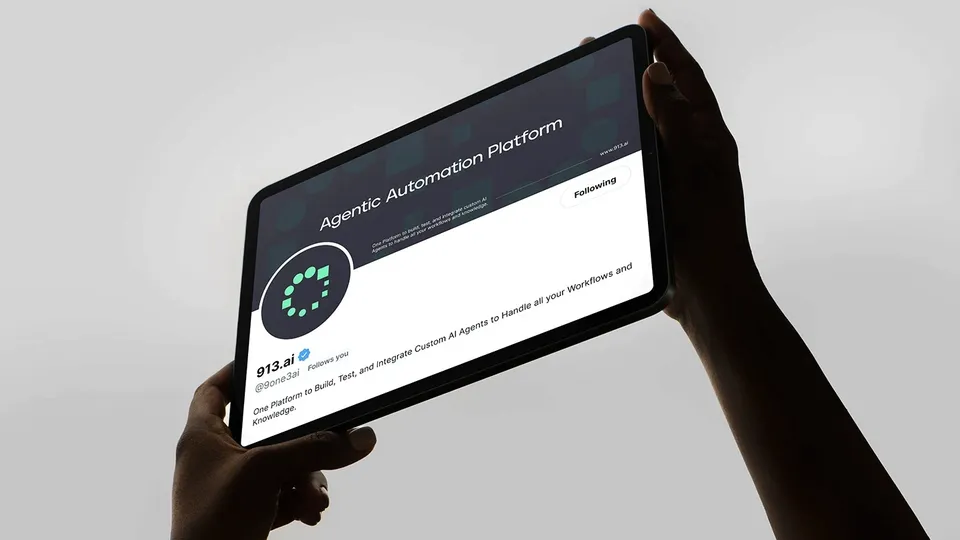 Agentic Automation Platform
www.913.ai
One Platform to build, test, and integrate custom AI
Agents to handle all your workflows and knowledge.
Following
913.ai
Follows you
@9one3ai
One Platform to Build, Test, and Integrate Custom AI Agents to Handle all your Workflows and
Knowledge.